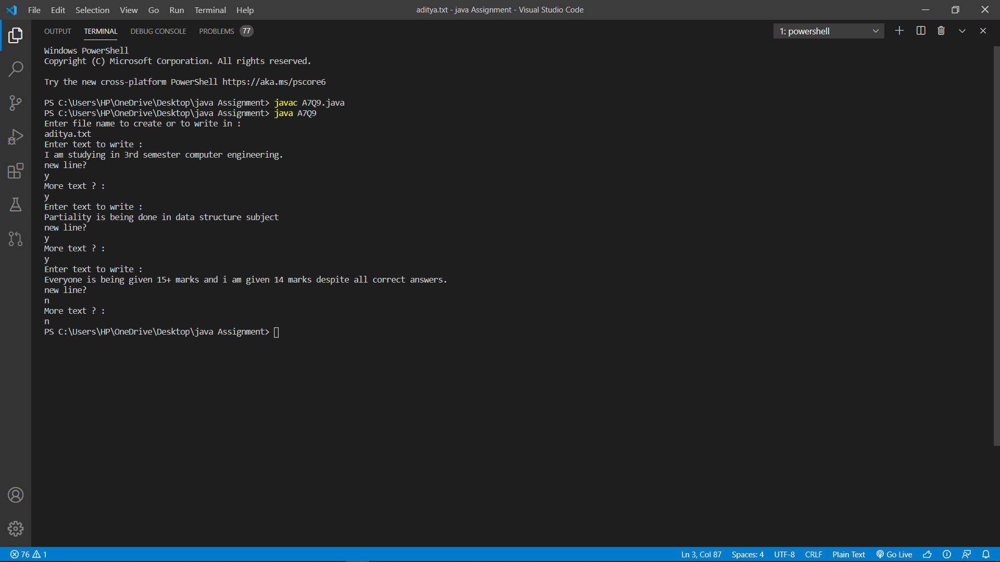 File Edit Selection View Go Run Terminal Help
aditya.txt - java Assignment - Visual Studio Code
OUTPUT TERMINAL DEBUG CONSOLE PROBLEMS 77
1: powershell
Windows PowerShell
Copyright (C) Microsoft Corporation. All rights reserved.
Try the new cross-platform PowerShell https://aka.ms/pscore6
PS C:\Users\HP\OneDrive\Desktop\java Assignment> javac A7Q9.java
PS C:\Users\HP\OneDrive\Desktop\java Assignment> java A7Q9
Enter file name to create or to write in :
aditya.txt
Enter text to write :
I am studying in 3rd semester computer engineering.
new line?
y
More text ? :
y
Enter text to write :
Partiality is being done in data structure subject
new line?
y
More text ? :
y
Enter text to write :
Everyone is being given 15+ marks and i am given 14 marks despite all correct answers.
new line?
n
More text ? :
n
PS C:\Users\HP\OneDrive\Desktop\java Assignment>
76 1
Ln 3, Col 87 Spaces: 4 UTF-8 CRLF Plain Text Go Live